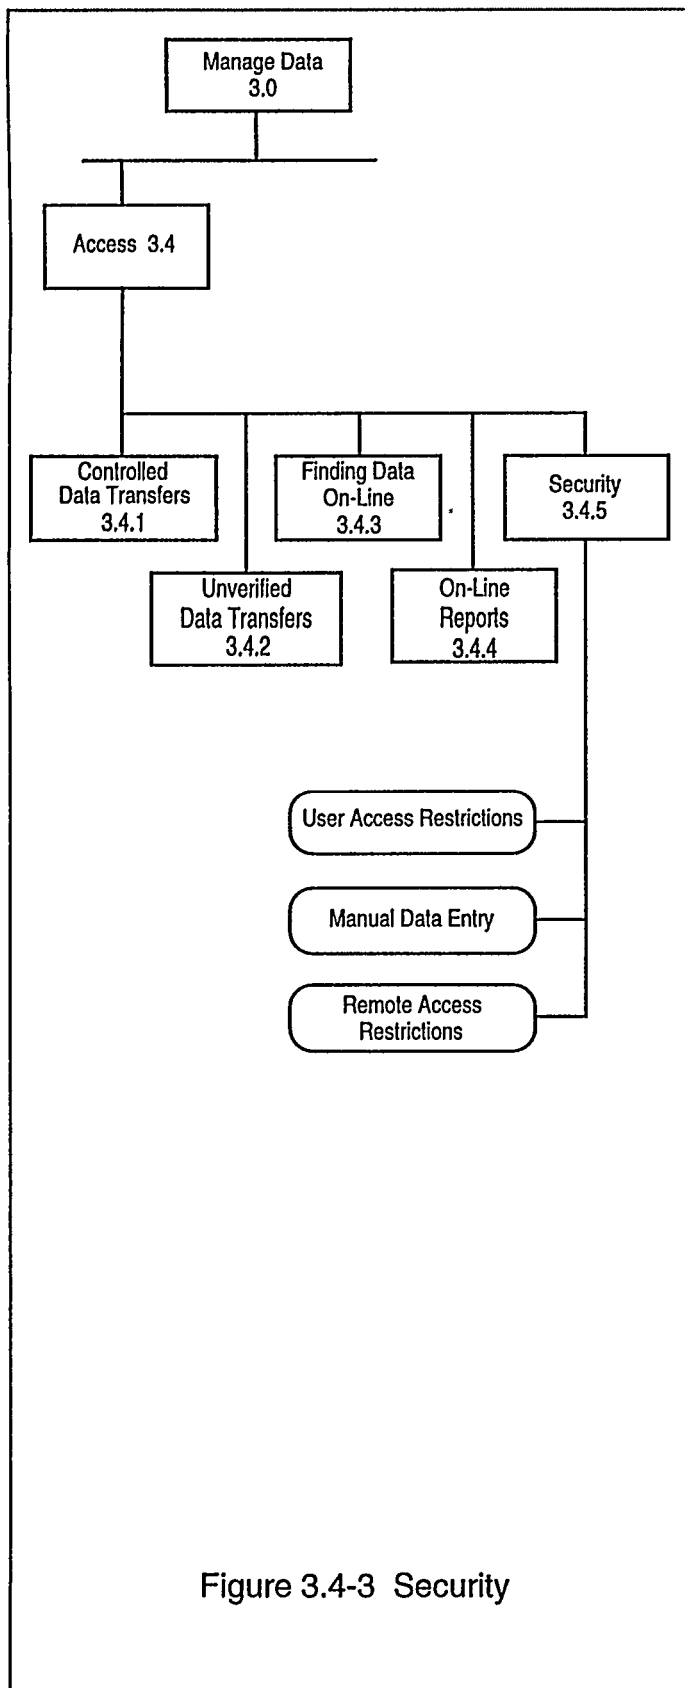 Manage Data
3.0
Access 3.4
Controlled
Data Transfers
3.4.1
Finding Data
On-Line
3.4.3
Security
3.4.5
Unverified
Data Transfers
3.4.2
On-Line
Reports
3.4.4
User Access Restrictions
Manual Data Entry
Remote Access
Restrictions
Figure 3.4-3 Security